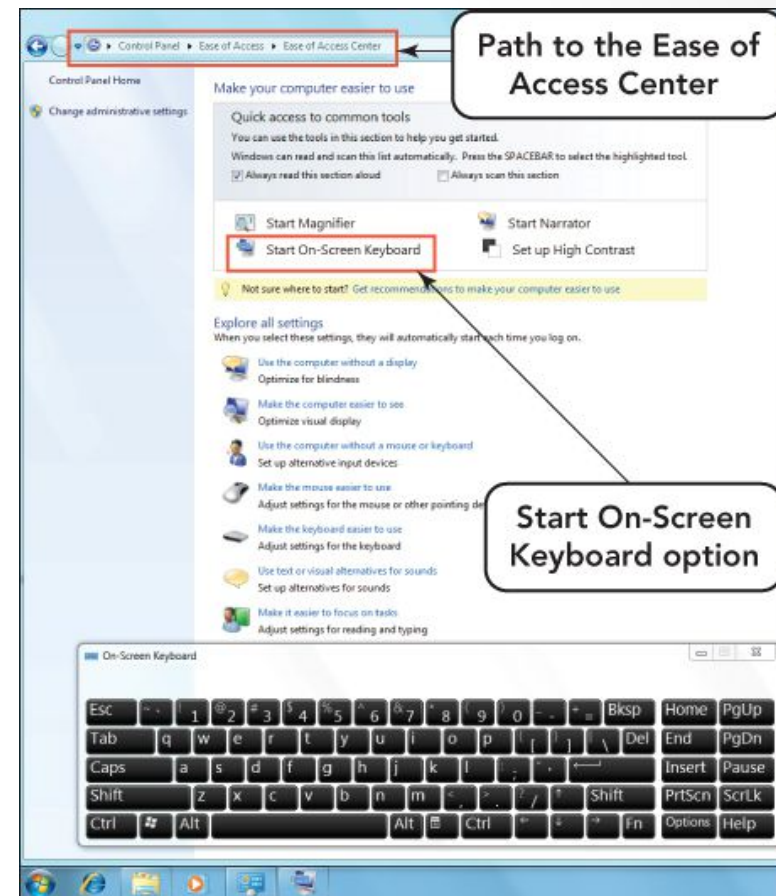 Control Panel ▸ Ease of Access ▸ Ease of Access Center
Path to the Ease of
Access Center
Control Panel Home
Change administrative settings
Make your computer easier to use
Quick access to common tools
You can use the tools in this section to help you get started.
Windows can read and scan this list automatically. Press the SPACEBAR to select the highlighted tool.
Always read this section aloud Always scan this section
Start Magnifier Start Narrator
Start On-Screen Keyboard Set up High Contrast
Not sure where to start? Get recommendations to make your computer easier to use
Explore all settings
When you select these settings, they will automatically start each time you log on.
Use the computer without a display
Optimize for blindness
Make the computer easier to see
Optimize visual display
Use the computer without a mouse or keyboard
Set up alternative input devices
Make the mouse easier to use
Adjust settings for the mouse or other pointing
Make the keyboard easier to use
Adjust settings for the keyboard
Use text or visual alternatives for sounds
Set up alternatives for sounds
Make it easier to focus on tasks
Adjust settings for reading and typing
Start On-Screen
Keyboard option
On-Screen Keyboard
Esc ~ ` ! 1 @ 2 # 3 $ 4 % 5 ^ 6 & 7 * 8 ( 9 ) 0 _ - + = Bksp Home PgUp
Tab q w e r t y u i o p { [ } ] | \ Del End PgDn
Caps a s d f g h j k l : ; " ' Insert Pause
Shift z x c v b n m < , > . ? / ↑ Shift PrtScn ScrLk
Ctrl Alt Alt Ctrl ← ↓ → Fn Options Help